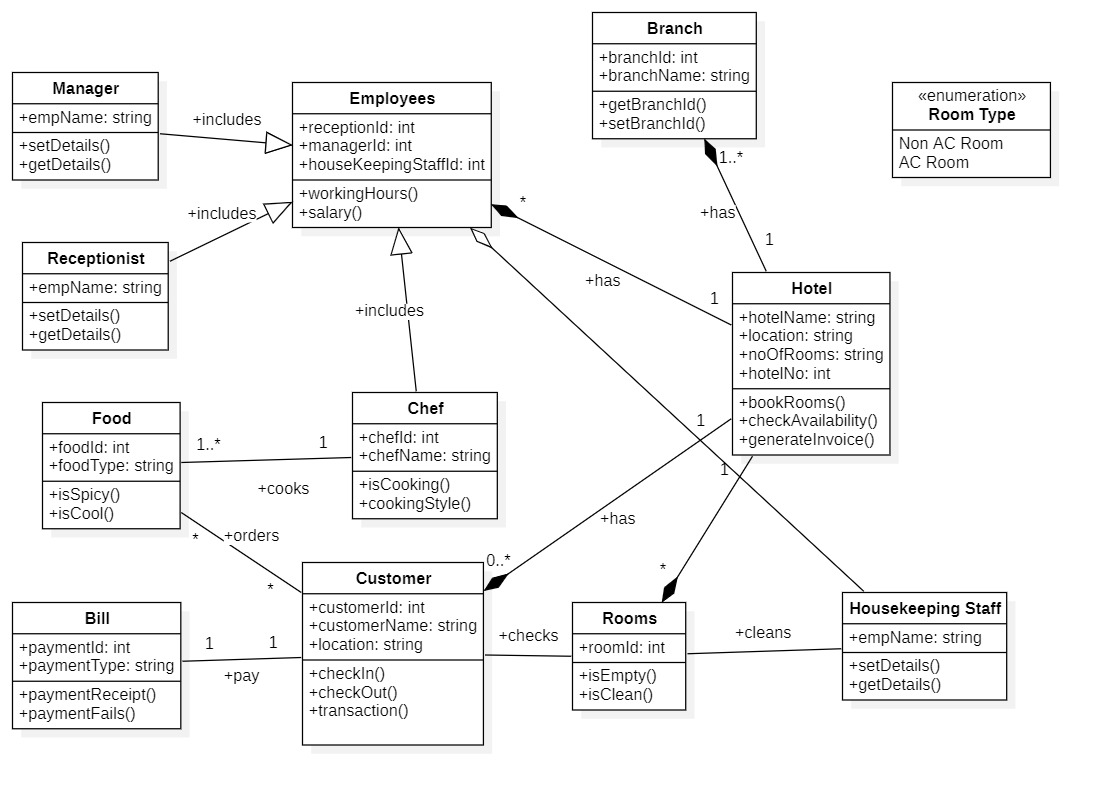 Branch
+branchId: int
+branchName: string
+getBranchId()
+setBranchId()
«enumeration»
Room Type
Non AC Room
AC Room
Manager
+empName: string
+setDetails()
+getDetails()
+includes
Employees
+receptionId: int
+managerId: int
+houseKeepingStaffId: int
+workingHours()
+salary()
1..*
+has
1
*
+has
1
+includes
Receptionist
+empName: string
+setDetails()
+getDetails()
+includes
Hotel
+hotelName: string
+location: string
+noOfRooms: string
+hotelNo: int
+bookRooms()
+checkAvailability()
+generateInvoice()
Food
+foodId: int
+foodType: string
+isSpicy()
+isCool()
1..*
1
+cooks
Chef
+chefId: int
+chefName: string
+isCooking()
+cookingStyle()
1
1
+has
0..*
*
*
+orders
*
Customer
+customerId: int
+customerName: string
+location: string
+checkIn()
+checkOut()
+transaction()
Bill
+paymentId: int
+paymentType: string
+paymentReceipt()
+paymentFails()
1
1
+pay
+checks
Rooms
+roomId: int
+isEmpty()
+isClean()
+cleans
Housekeeping Staff
+empName: string
+setDetails()
+getDetails()